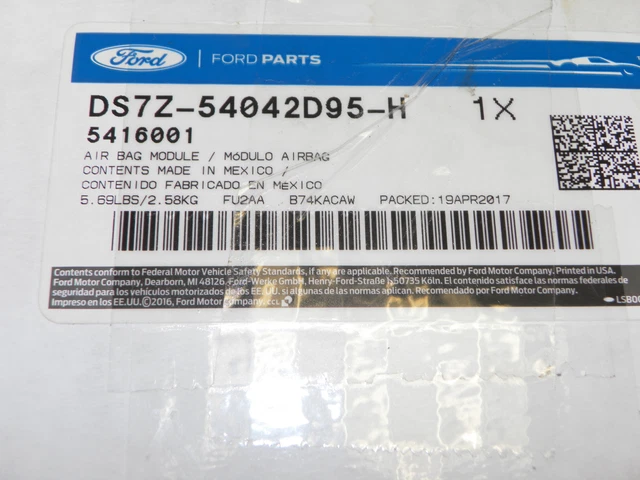 Ford
FORD PARTS
DS7Z-54042D95-H 1X
5416001
AIR BAG MODULE / MóDULO AIRBAG
CONTENTS MADE IN MEXICO /
CONTENIDO FABRICADO EN MéXICO
5.69LBS/2.58KG FU2AA B74KACAW PACKED:19APR2017
Contents conform to Federal Motor Vehicle Safety Standards, if any are applicable. Recommended by Ford Motor Company. Printed in USA.
Ford Motor Company, Dearborn, MI 48126. Ford-Werke GmbH, Henry-Ford-Straße 1, 50735 Köln. El contenido satisface las normas federales de
seguridad para los vehículos motorizados de los EE.UU. si algunas de las normas aplican. Recomendado por Ford Motor Company.
Impreso en los EE.UU. ©2016, Ford Motor Company.